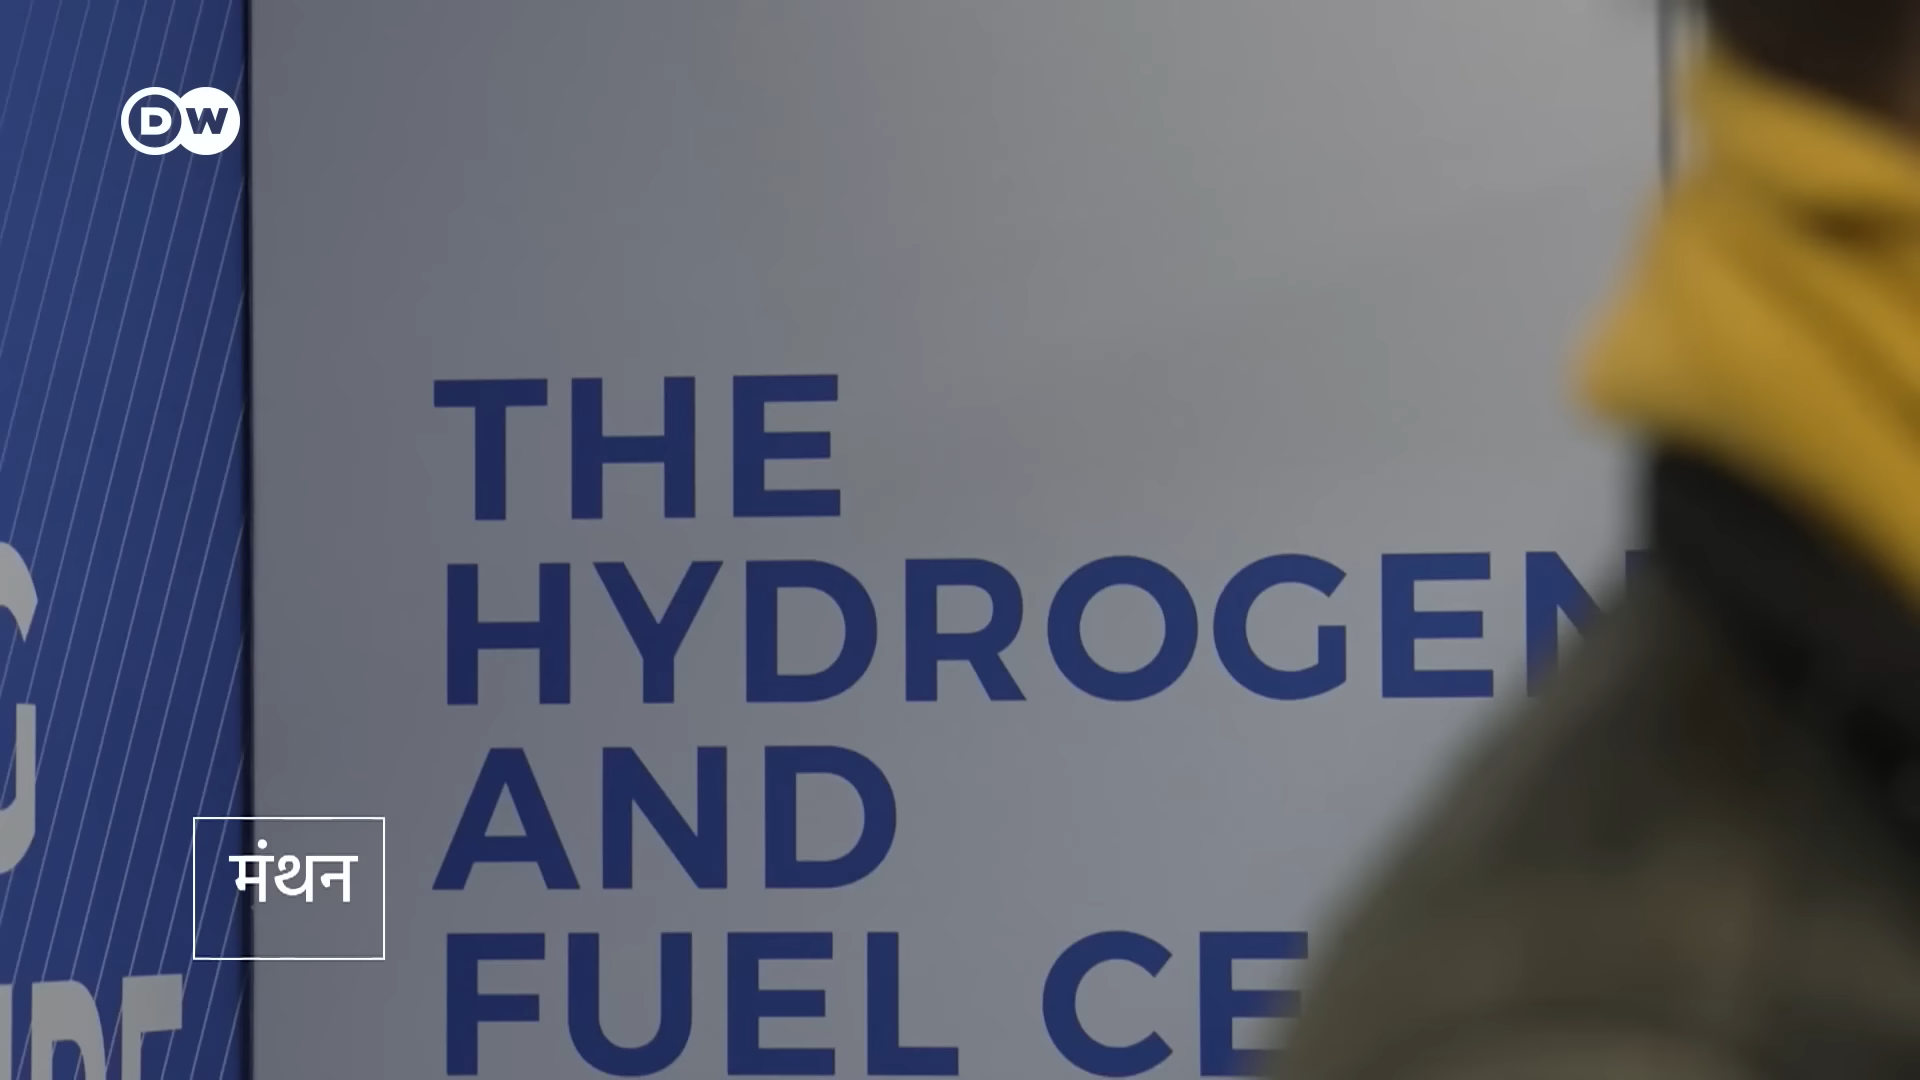 DW
THE
HYDROGEN
AND
FUEL CE
मंथन